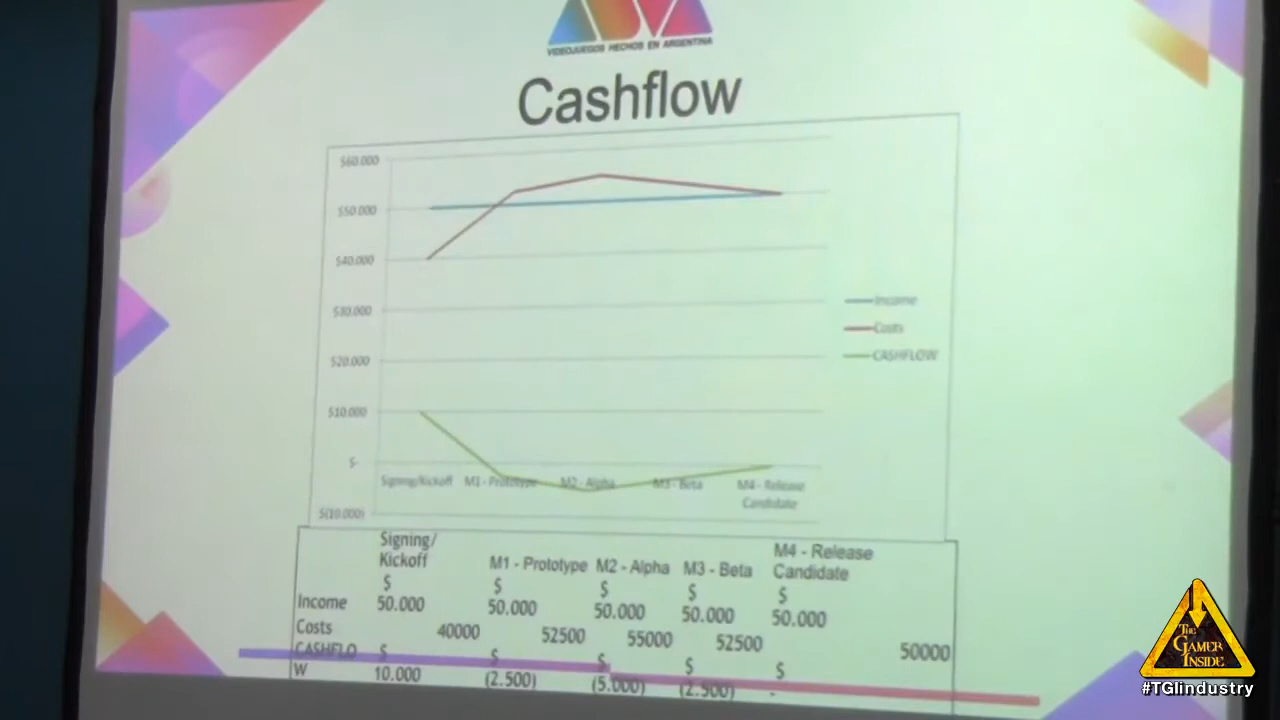 VIDEOJUEGOS HECHOS EN ARGENTINA
Cashflow
$60.000
$50.000
$40.000
$30.000
$20.000
$10.000
$-
$(10.000)
Income
Costs
CASHFLOW
Signing/Kickoff M1 - Prototype M2 - Alpha M3 - Beta M4 - Release
Candidate
Signing/
Kickoff M1 - Prototype M2 - Alpha M3 - Beta M4 - Release
Candidate
$ $ $ $ $
Income 50.000 50.000 50.000 50.000 50.000
Costs 40000 52500 55000 52500 50000
CASHFLO $ $ $ $ $
W 10.000 (2.500) (5.000) (2.500) -
THE
GAMER
INSIDE
#TGIindustry